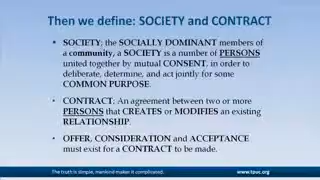 Then we define: SOCIETY and CONTRACT
• SOCIETY; the SOCIALLY DOMINANT members of
a community, a SOCIETY is a number of PERSONS
united together by mutual CONSENT, in order to
deliberate, determine, and act jointly for some
COMMON PURPOSE.
• CONTRACT; An agreement between two or more
PERSONS that CREATES or MODIFIES an existing
RELATIONSHIP.
• OFFER, CONSIDERATION and ACCEPTANCE
must exist for a CONTRACT to be made.
The truth is simple, mankind makes it complicated.
www.tpuc.org